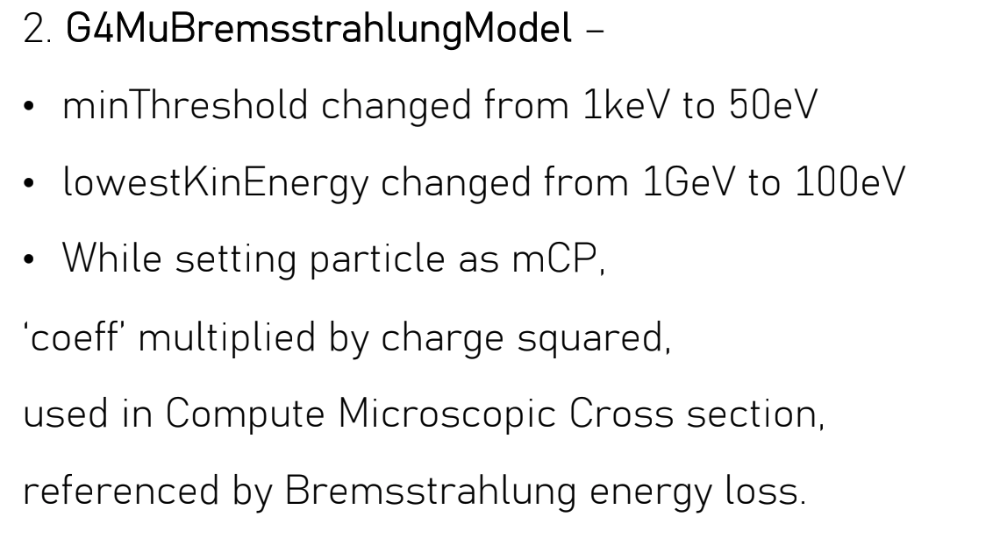 2. G4MuBremsstrahlungModel –
• minThreshold changed from 1keV to 50eV
• lowestKinEnergy changed from 1GeV to 100eV
• While setting particle as mCP,
‘coeff’ multiplied by charge squared,
used in Compute Microscopic Cross section,
referenced by Bremsstrahlung energy loss.